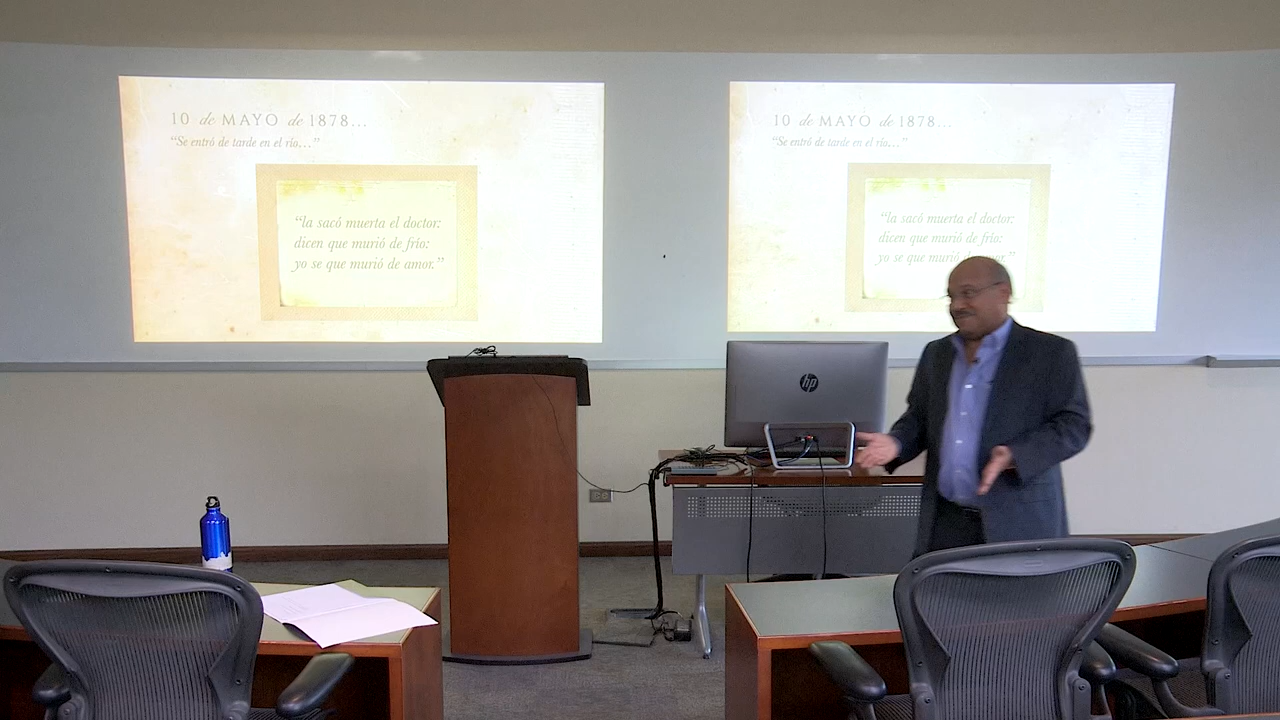 10 de MAYO de 1878...
“Se entró de tarde en el río...”
“la sacó muerta el doctor:
dicen que murió de frío:
yo se que murió de amor.”
10 de MAYO de 1878...
“Se entró de tarde en el río...”
“la sacó muerta el doctor:
dicen que murió de frío:
yo se que murió de amor.”
hp